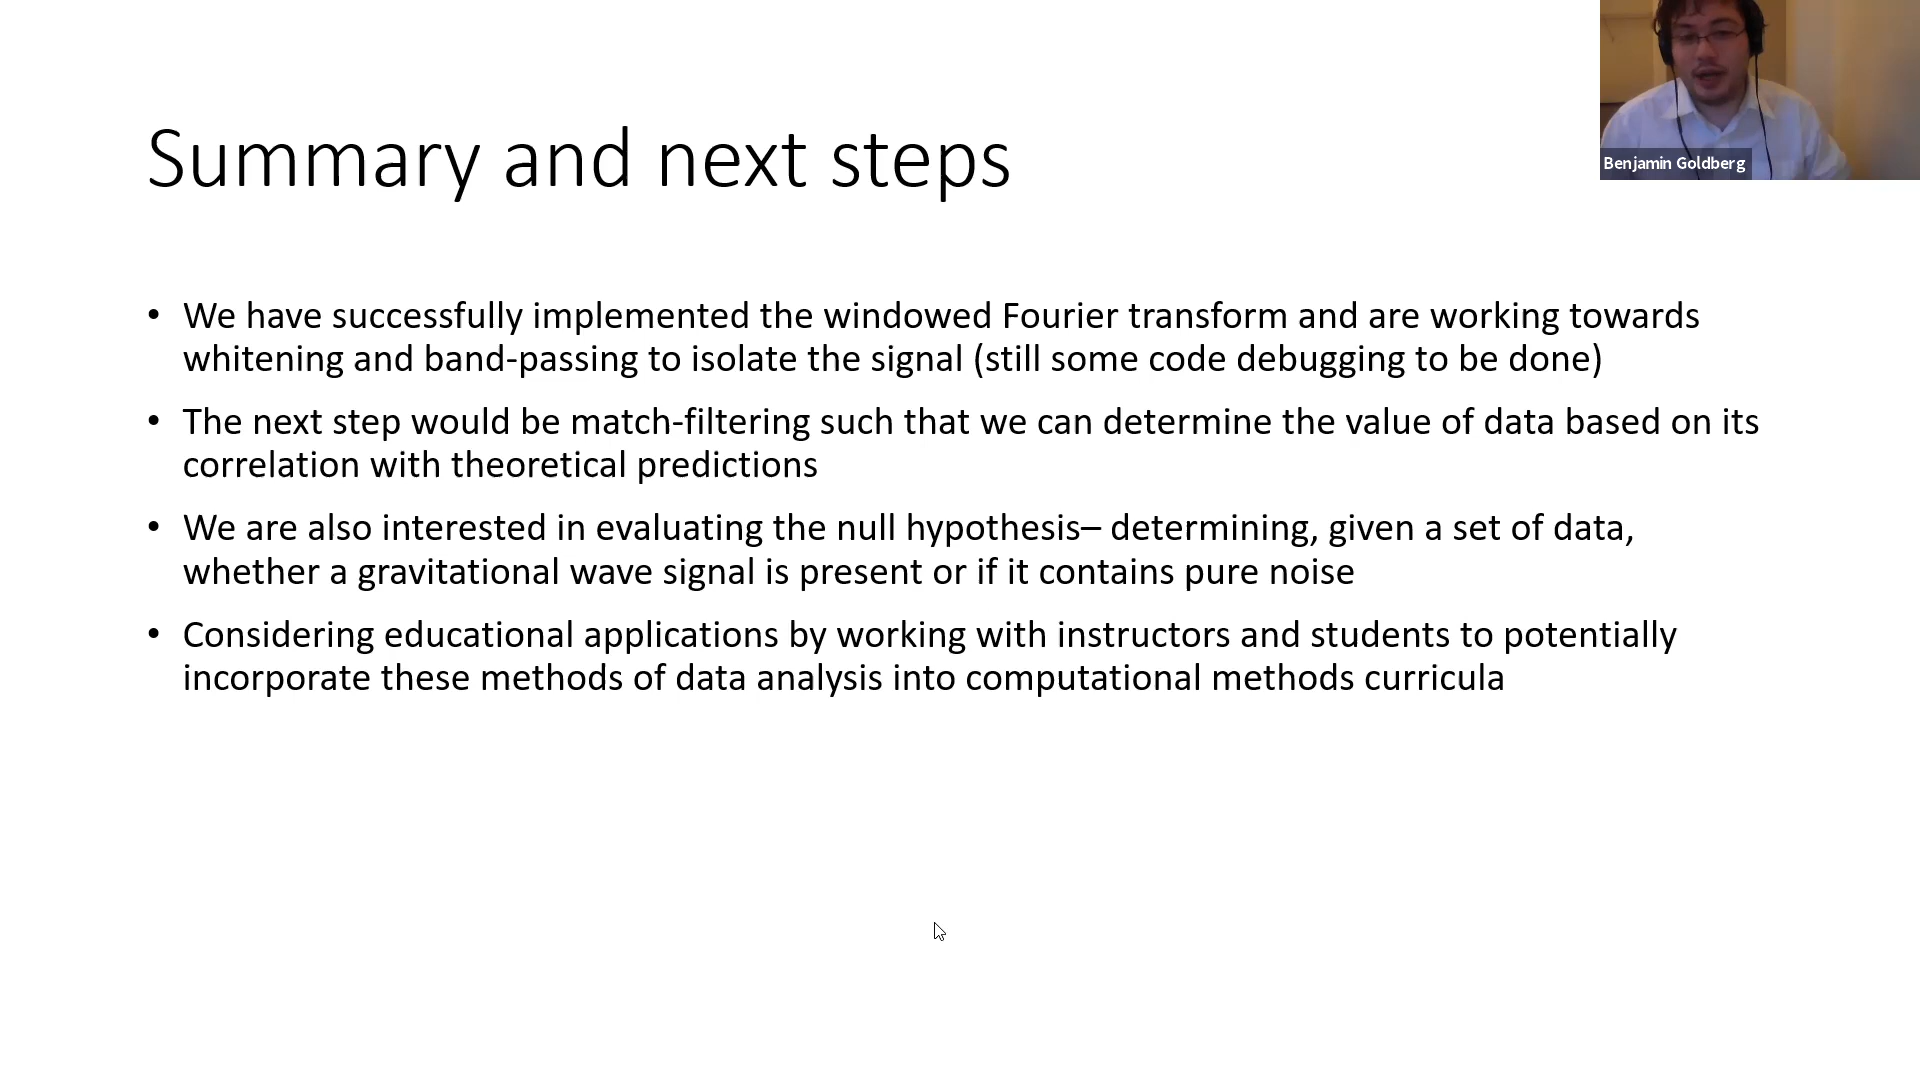 Summary and next steps
Benjamin Goldberg
• We have successfully implemented the windowed Fourier transform and are working towards
whitening and band-passing to isolate the signal (still some code debugging to be done)
• The next step would be match-filtering such that we can determine the value of data based on its
correlation with theoretical predictions
• We are also interested in evaluating the null hypothesis– determining, given a set of data,
whether a gravitational wave signal is present or if it contains pure noise
• Considering educational applications by working with instructors and students to potentially
incorporate these methods of data analysis into computational methods curricula